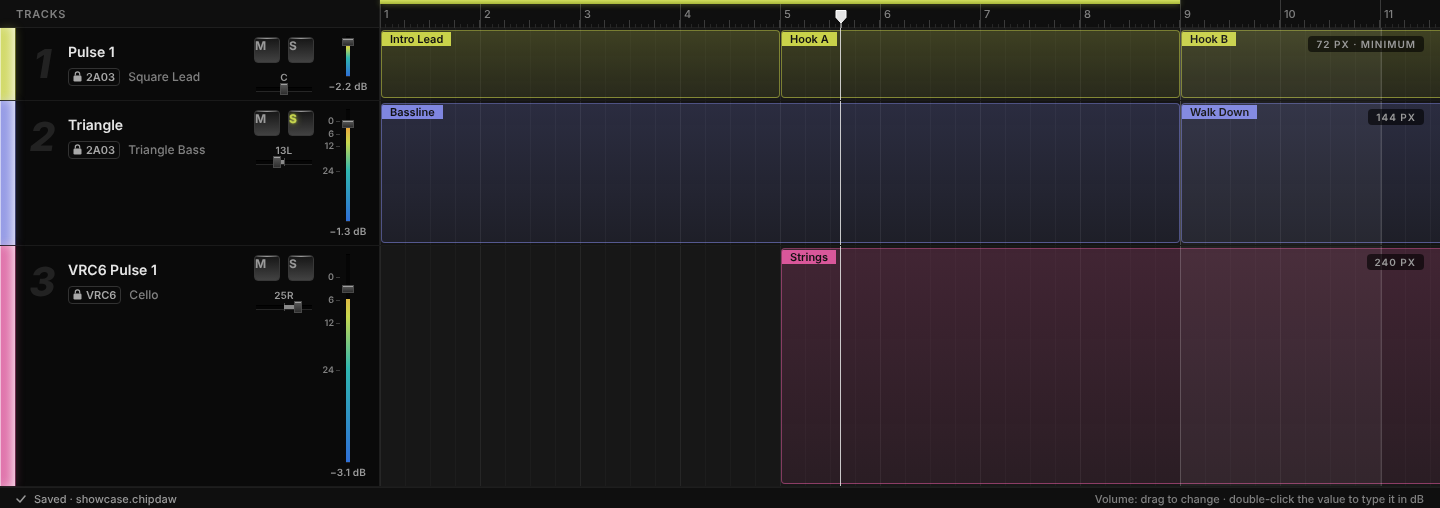 TRACKS 1 2 3 4 5 6 7 8 9 10 11
1 Pulse 1 M S
2A03 Square Lead C −2.2 dB
Intro Lead Hook A Hook B 72 PX · MINIMUM
2 Triangle M S
2A03 Triangle Bass 13L
0 6 12 24
−1.3 dB
Bassline Walk Down 144 PX
3 VRC6 Pulse 1 M S
VRC6 Cello 25R
0 6 12 24
−3.1 dB
Strings 240 PX
Saved · showcase.chipdaw Volume: drag to change · double-click the value to type it in dB